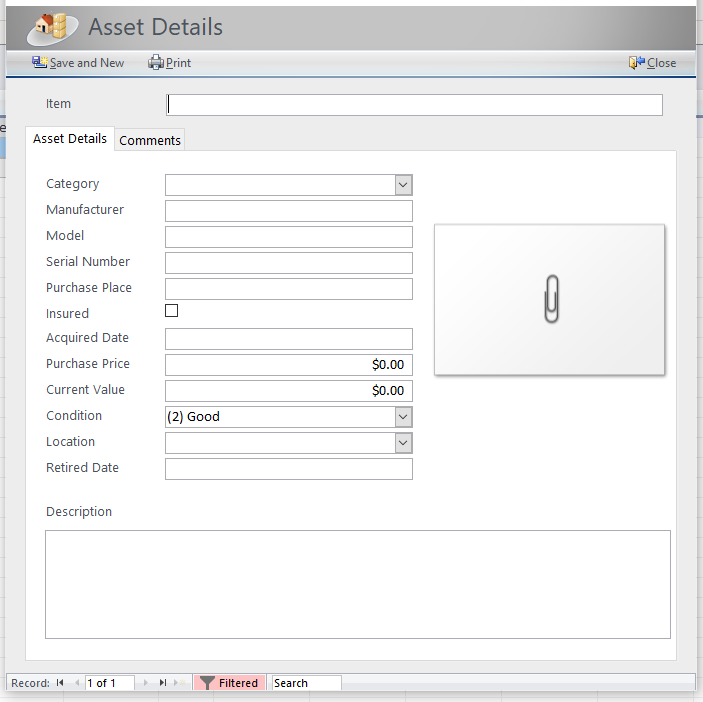 Asset Details
Save and New Print Close
Item
Asset Details Comments
Category
Manufacturer
Model
Serial Number
Purchase Place
Insured
Acquired Date
Purchase Price $0.00
Current Value $0.00
Condition (2) Good
Location
Retired Date
Description
Record: 1 of 1 Filtered Search